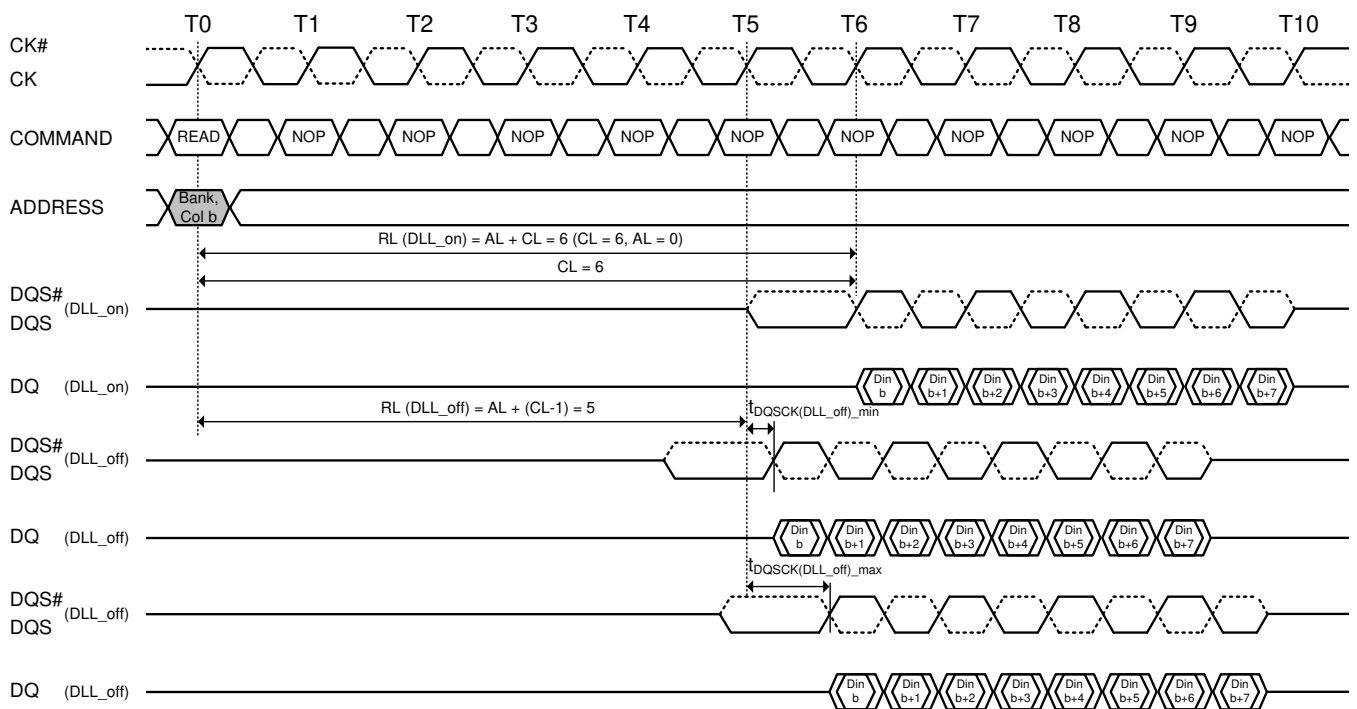 T0 T1 T2 T3 T4 T5 T6 T7 T8 T9 T10
CK#
CK
COMMAND READ NOP NOP NOP NOP NOP NOP NOP NOP NOP NOP
ADDRESS Bank,
Col b
RL (DLL_on) = AL + CL = 6 (CL = 6, AL = 0)
CL = 6
DQS# (DLL_on)
DQS
DQ (DLL_on) Din Din Din Din Din Din Din Din
b b+1 b+2 b+3 b+4 b+5 b+6 b+7
RL (DLL_off) = AL + (CL-1) = 5 tDQSCK(DLL_off)_min
DQS# (DLL_off)
DQS
DQ (DLL_off) Din Din Din Din Din Din Din Din
b b+1 b+2 b+3 b+4 b+5 b+6 b+7
tDQSCK(DLL_off)_max
DQS# (DLL_off)
DQS
DQ (DLL_off) Din Din Din Din Din Din Din Din
b b+1 b+2 b+3 b+4 b+5 b+6 b+7